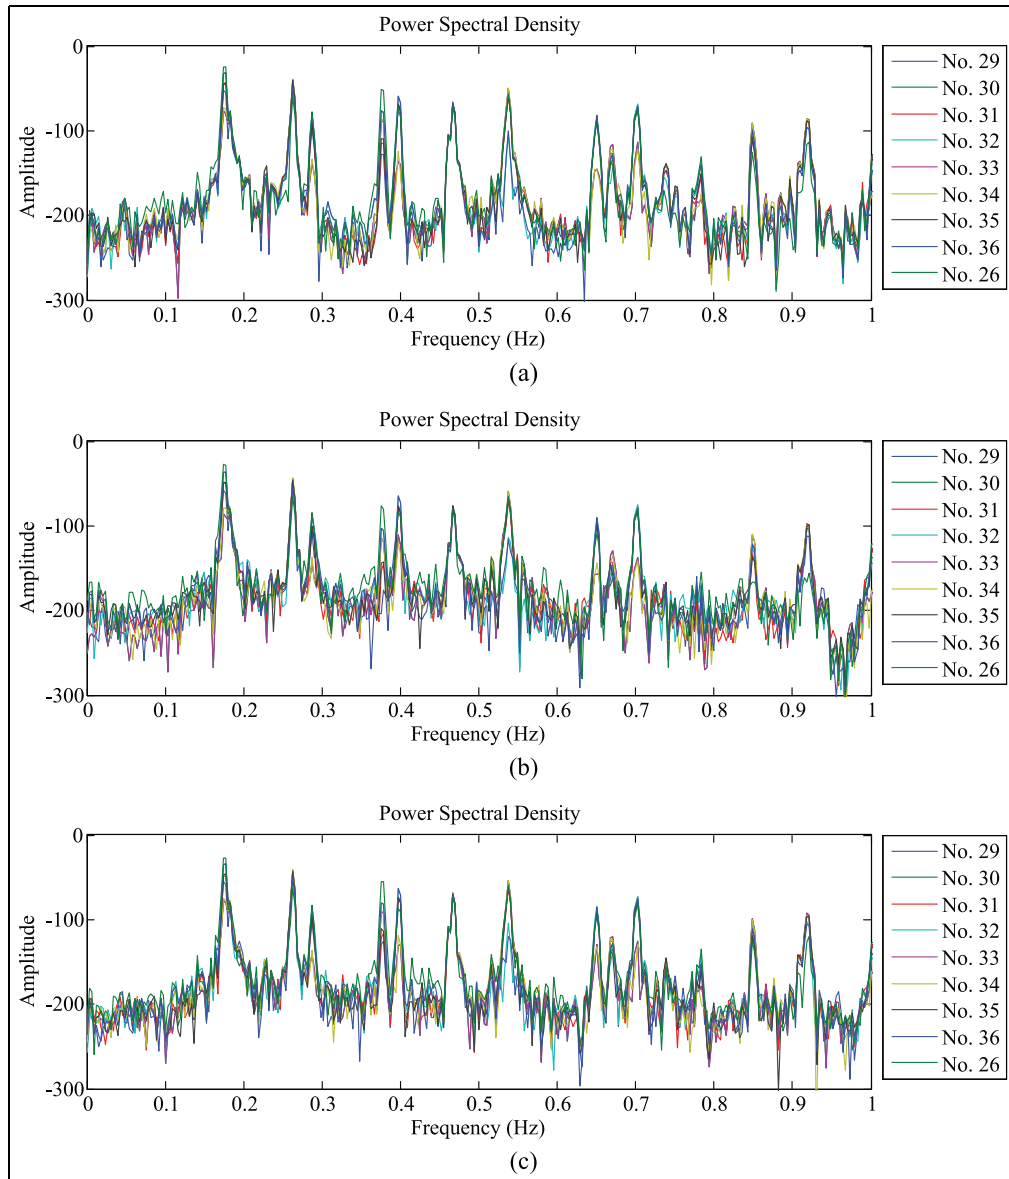 Power Spectral Density
0
-100
-200
-300
Amplitude
0 0.1 0.2 0.3 0.4 0.5 0.6 0.7 0.8 0.9 1
Frequency (Hz)
No. 29
No. 30
No. 31
No. 32
No. 33
No. 34
No. 35
No. 36
No. 26
(a)
Power Spectral Density
0
-100
-200
-300
Amplitude
0 0.1 0.2 0.3 0.4 0.5 0.6 0.7 0.8 0.9 1
Frequency (Hz)
No. 29
No. 30
No. 31
No. 32
No. 33
No. 34
No. 35
No. 36
No. 26
(b)
Power Spectral Density
0
-100
-200
-300
Amplitude
0 0.1 0.2 0.3 0.4 0.5 0.6 0.7 0.8 0.9 1
Frequency (Hz)
No. 29
No. 30
No. 31
No. 32
No. 33
No. 34
No. 35
No. 36
No. 26
(c)